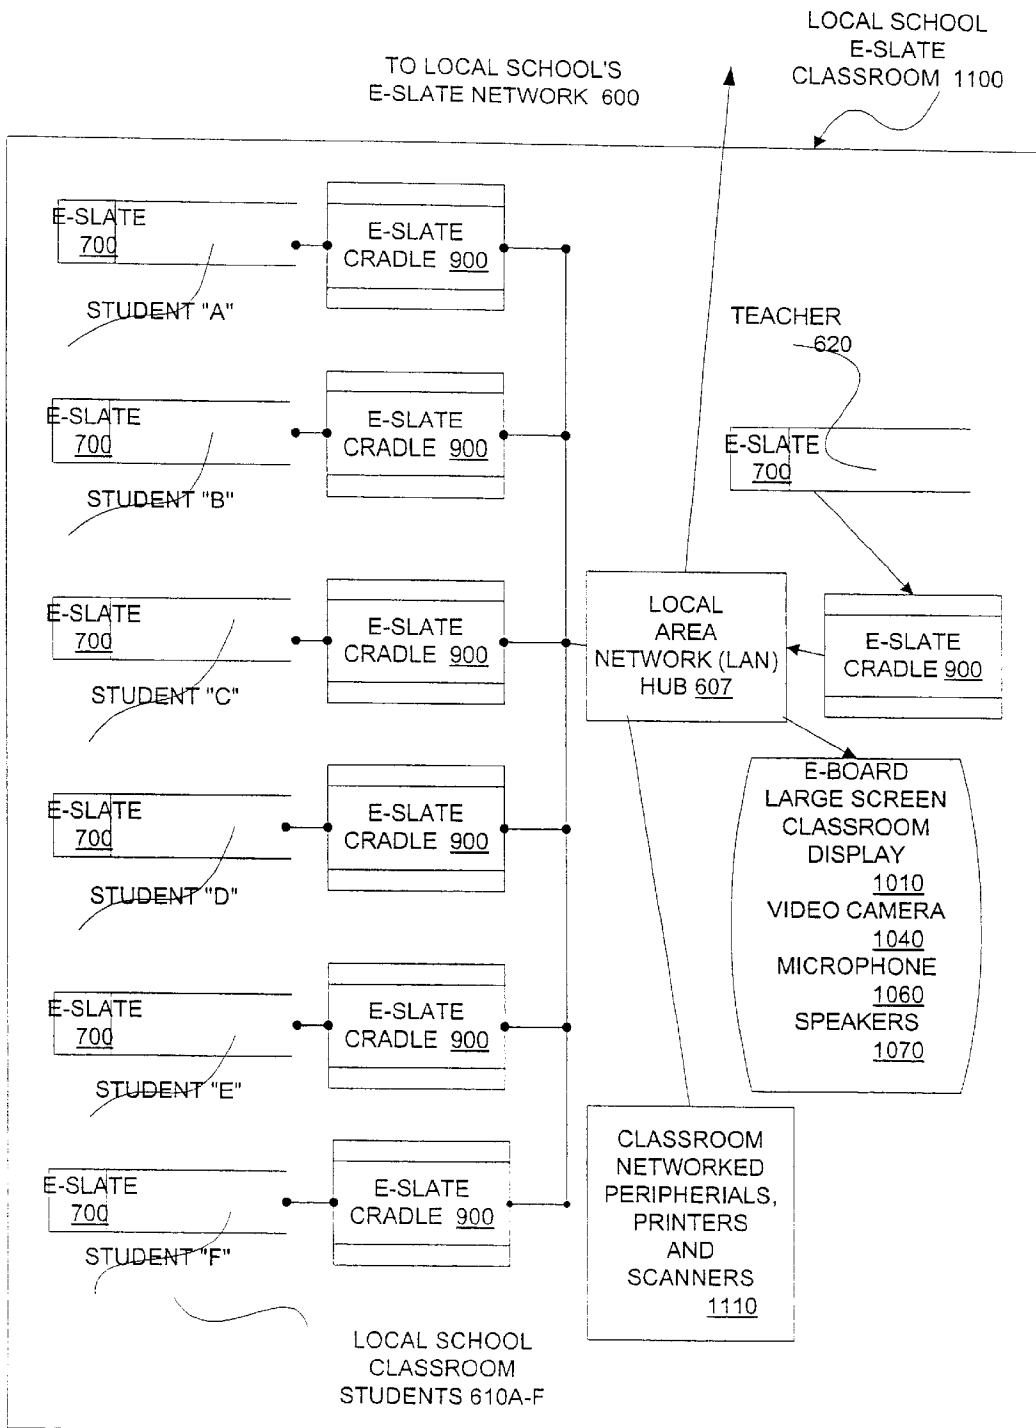 LOCAL SCHOOL
E-SLATE
CLASSROOM 1100
TO LOCAL SCHOOL'S
E-SLATE NETWORK 600
E-SLATE
700
STUDENT "A"
E-SLATE
CRADLE 900
E-SLATE
700
STUDENT "B"
E-SLATE
CRADLE 900
E-SLATE
700
STUDENT "C"
E-SLATE
CRADLE 900
E-SLATE
700
STUDENT "D"
E-SLATE
CRADLE 900
E-SLATE
700
STUDENT "E"
E-SLATE
CRADLE 900
E-SLATE
700
STUDENT "F"
E-SLATE
CRADLE 900
LOCAL SCHOOL
CLASSROOM
STUDENTS 610A-F
TEACHER
620
E-SLATE
700
E-SLATE
CRADLE 900
LOCAL
AREA
NETWORK (LAN)
HUB 607
E-BOARD
LARGE SCREEN
CLASSROOM
DISPLAY
1010
VIDEO CAMERA
1040
MICROPHONE
1060
SPEAKERS
1070
CLASSROOM
NETWORKED
PERIPHERIALS,
PRINTERS
AND
SCANNERS
1110